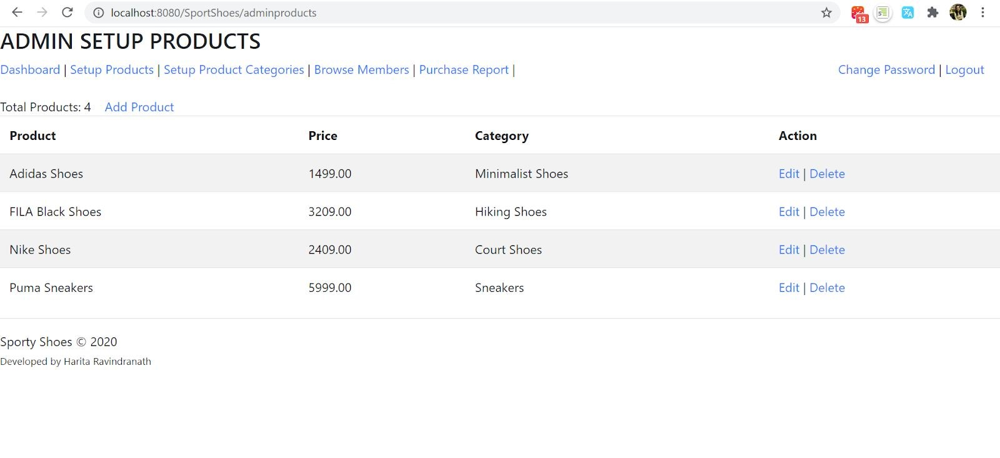 localhost:8080/SportShoes/adminproducts
13
ADMIN SETUP PRODUCTS
Dashboard | Setup Products | Setup Product Categories | Browse Members | Purchase Report | Change Password | Logout
Total Products: 4 Add Product
Product Price Category Action
Adidas Shoes 1499.00 Minimalist Shoes Edit | Delete
FILA Black Shoes 3209.00 Hiking Shoes Edit | Delete
Nike Shoes 2409.00 Court Shoes Edit | Delete
Puma Sneakers 5999.00 Sneakers Edit | Delete
Sporty Shoes © 2020
Developed by Harita Ravindranath